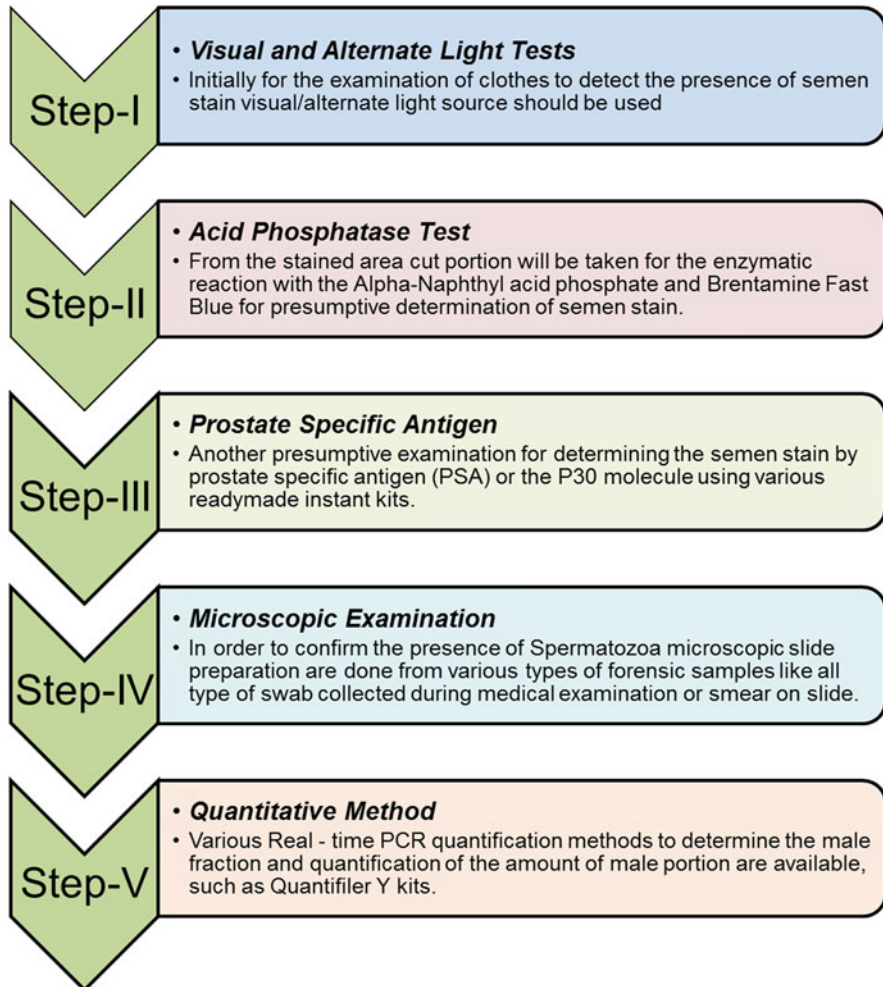 Step-I
• Visual and Alternate Light Tests
• Initially for the examination of clothes to detect the presence of semen
stain visual/alternate light source should be used
Step-II
• Acid Phosphatase Test
• From the stained area cut portion will be taken for the enzymatic
reaction with the Alpha-Naphthyl acid phosphate and Brentamine Fast
Blue for presumptive determination of semen stain.
Step-III
• Prostate Specific Antigen
• Another presumptive examination for determining the semen stain by
prostate specific antigen (PSA) or the P30 molecule using various
readymade instant kits.
Step-IV
• Microscopic Examination
• In order to confirm the presence of Spermatozoa microscopic slide
preparation are done from various types of forensic samples like all
type of swab collected during medical examination or smear on slide.
Step-V
• Quantitative Method
• Various Real - time PCR quantification methods to determine the male
fraction and quantification of the amount of male portion are available,
such as Quantifiler Y kits.